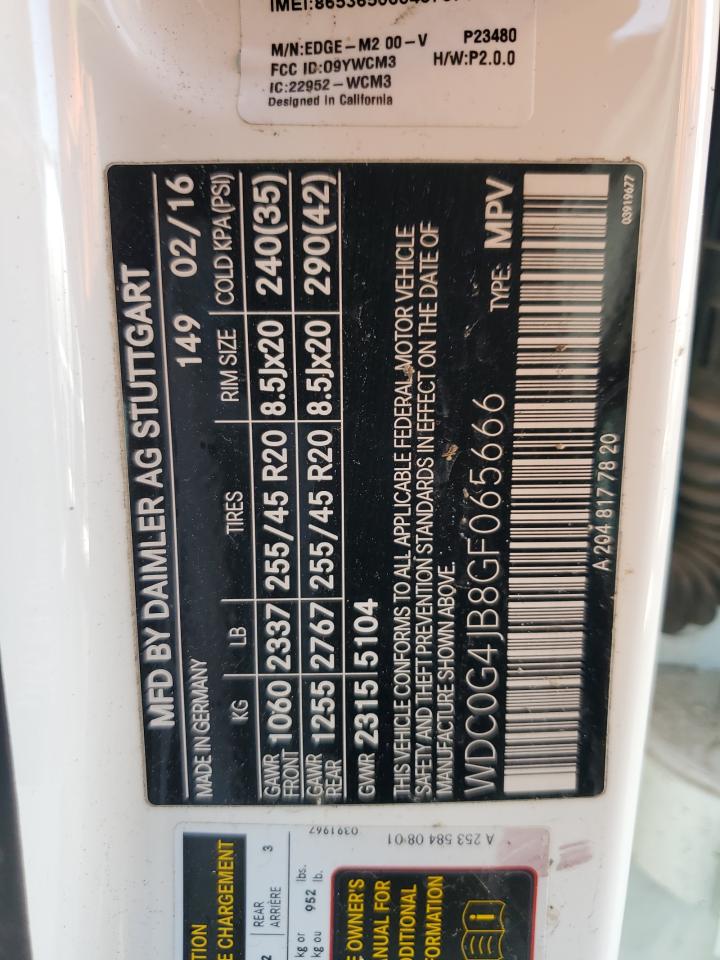 M/N:EDGE-M2 00-V P23480
FCC ID:O9YWCM3 H/W:P2.0.0
IC:22952-WCM3
Designed in California
MFD BY DAIMLER AG STUTTGART
MADE IN GERMANY 149 02/16
KG LB TIRES RIM SIZE COLD KPA(PSI)
GAWR FRONT 1060 2337 255/45 R20 8.5Jx20 240(35)
GAWR REAR 1255 2767 255/45 R20 8.5Jx20 290(42)
GVWR 2315 5104
THIS VEHICLE CONFORMS TO ALL APPLICABLE FEDERAL MOTOR VEHICLE
SAFETY AND THEFT PREVENTION STANDARDS IN EFFECT ON THE DATE OF
MANUFACTURE SHOWN ABOVE.
WDC0G4JB8GF065666 TYPE: MPV
A 204 817 78 20 03919677
A 253 584 08 01
E CHARGEMENT
REAR 3
ARRIÈRE
kg or 952 lbs.
kg ou lb.
OWNER'S
FOR